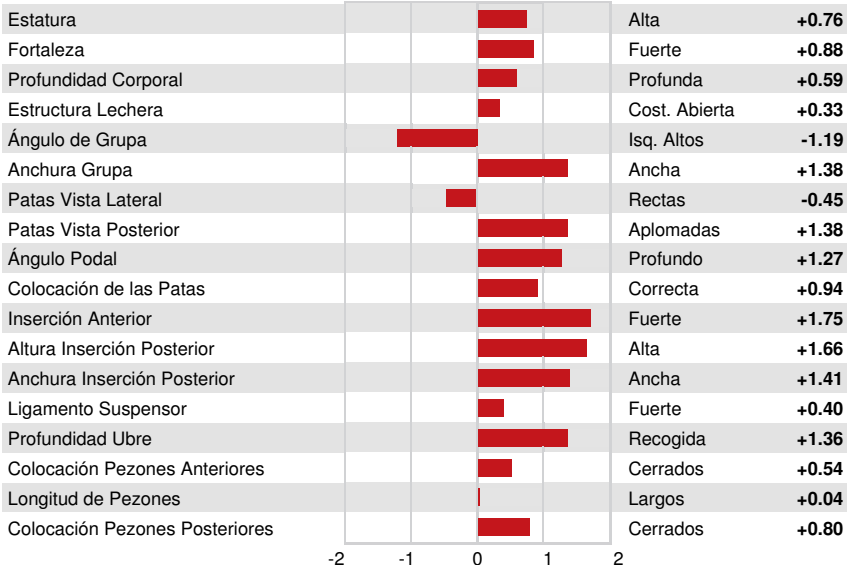 Estatura Alta +0.76
Fortaleza Fuerte +0.88
Profundidad Corporal Profunda +0.59
Estructura Lechera Cost. Abierta +0.33
Ángulo de Grupa Isq. Altos -1.19
Anchura Grupa Ancha +1.38
Patas Vista Lateral Rectas -0.45
Patas Vista Posterior Aplomadas +1.38
Ángulo Podal Profundo +1.27
Colocación de las Patas Correcta +0.94
Inserción Anterior Fuerte +1.75
Altura Inserción Posterior Alta +1.66
Anchura Inserción Posterior Ancha +1.41
Ligamento Suspensor Fuerte +0.40
Profundidad Ubre Recogida +1.36
Colocación Pezones Anteriores Cerrados +0.54
Longitud de Pezones Largos +0.04
Colocación Pezones Posteriores Cerrados +0.80
-2 -1 0 1 2